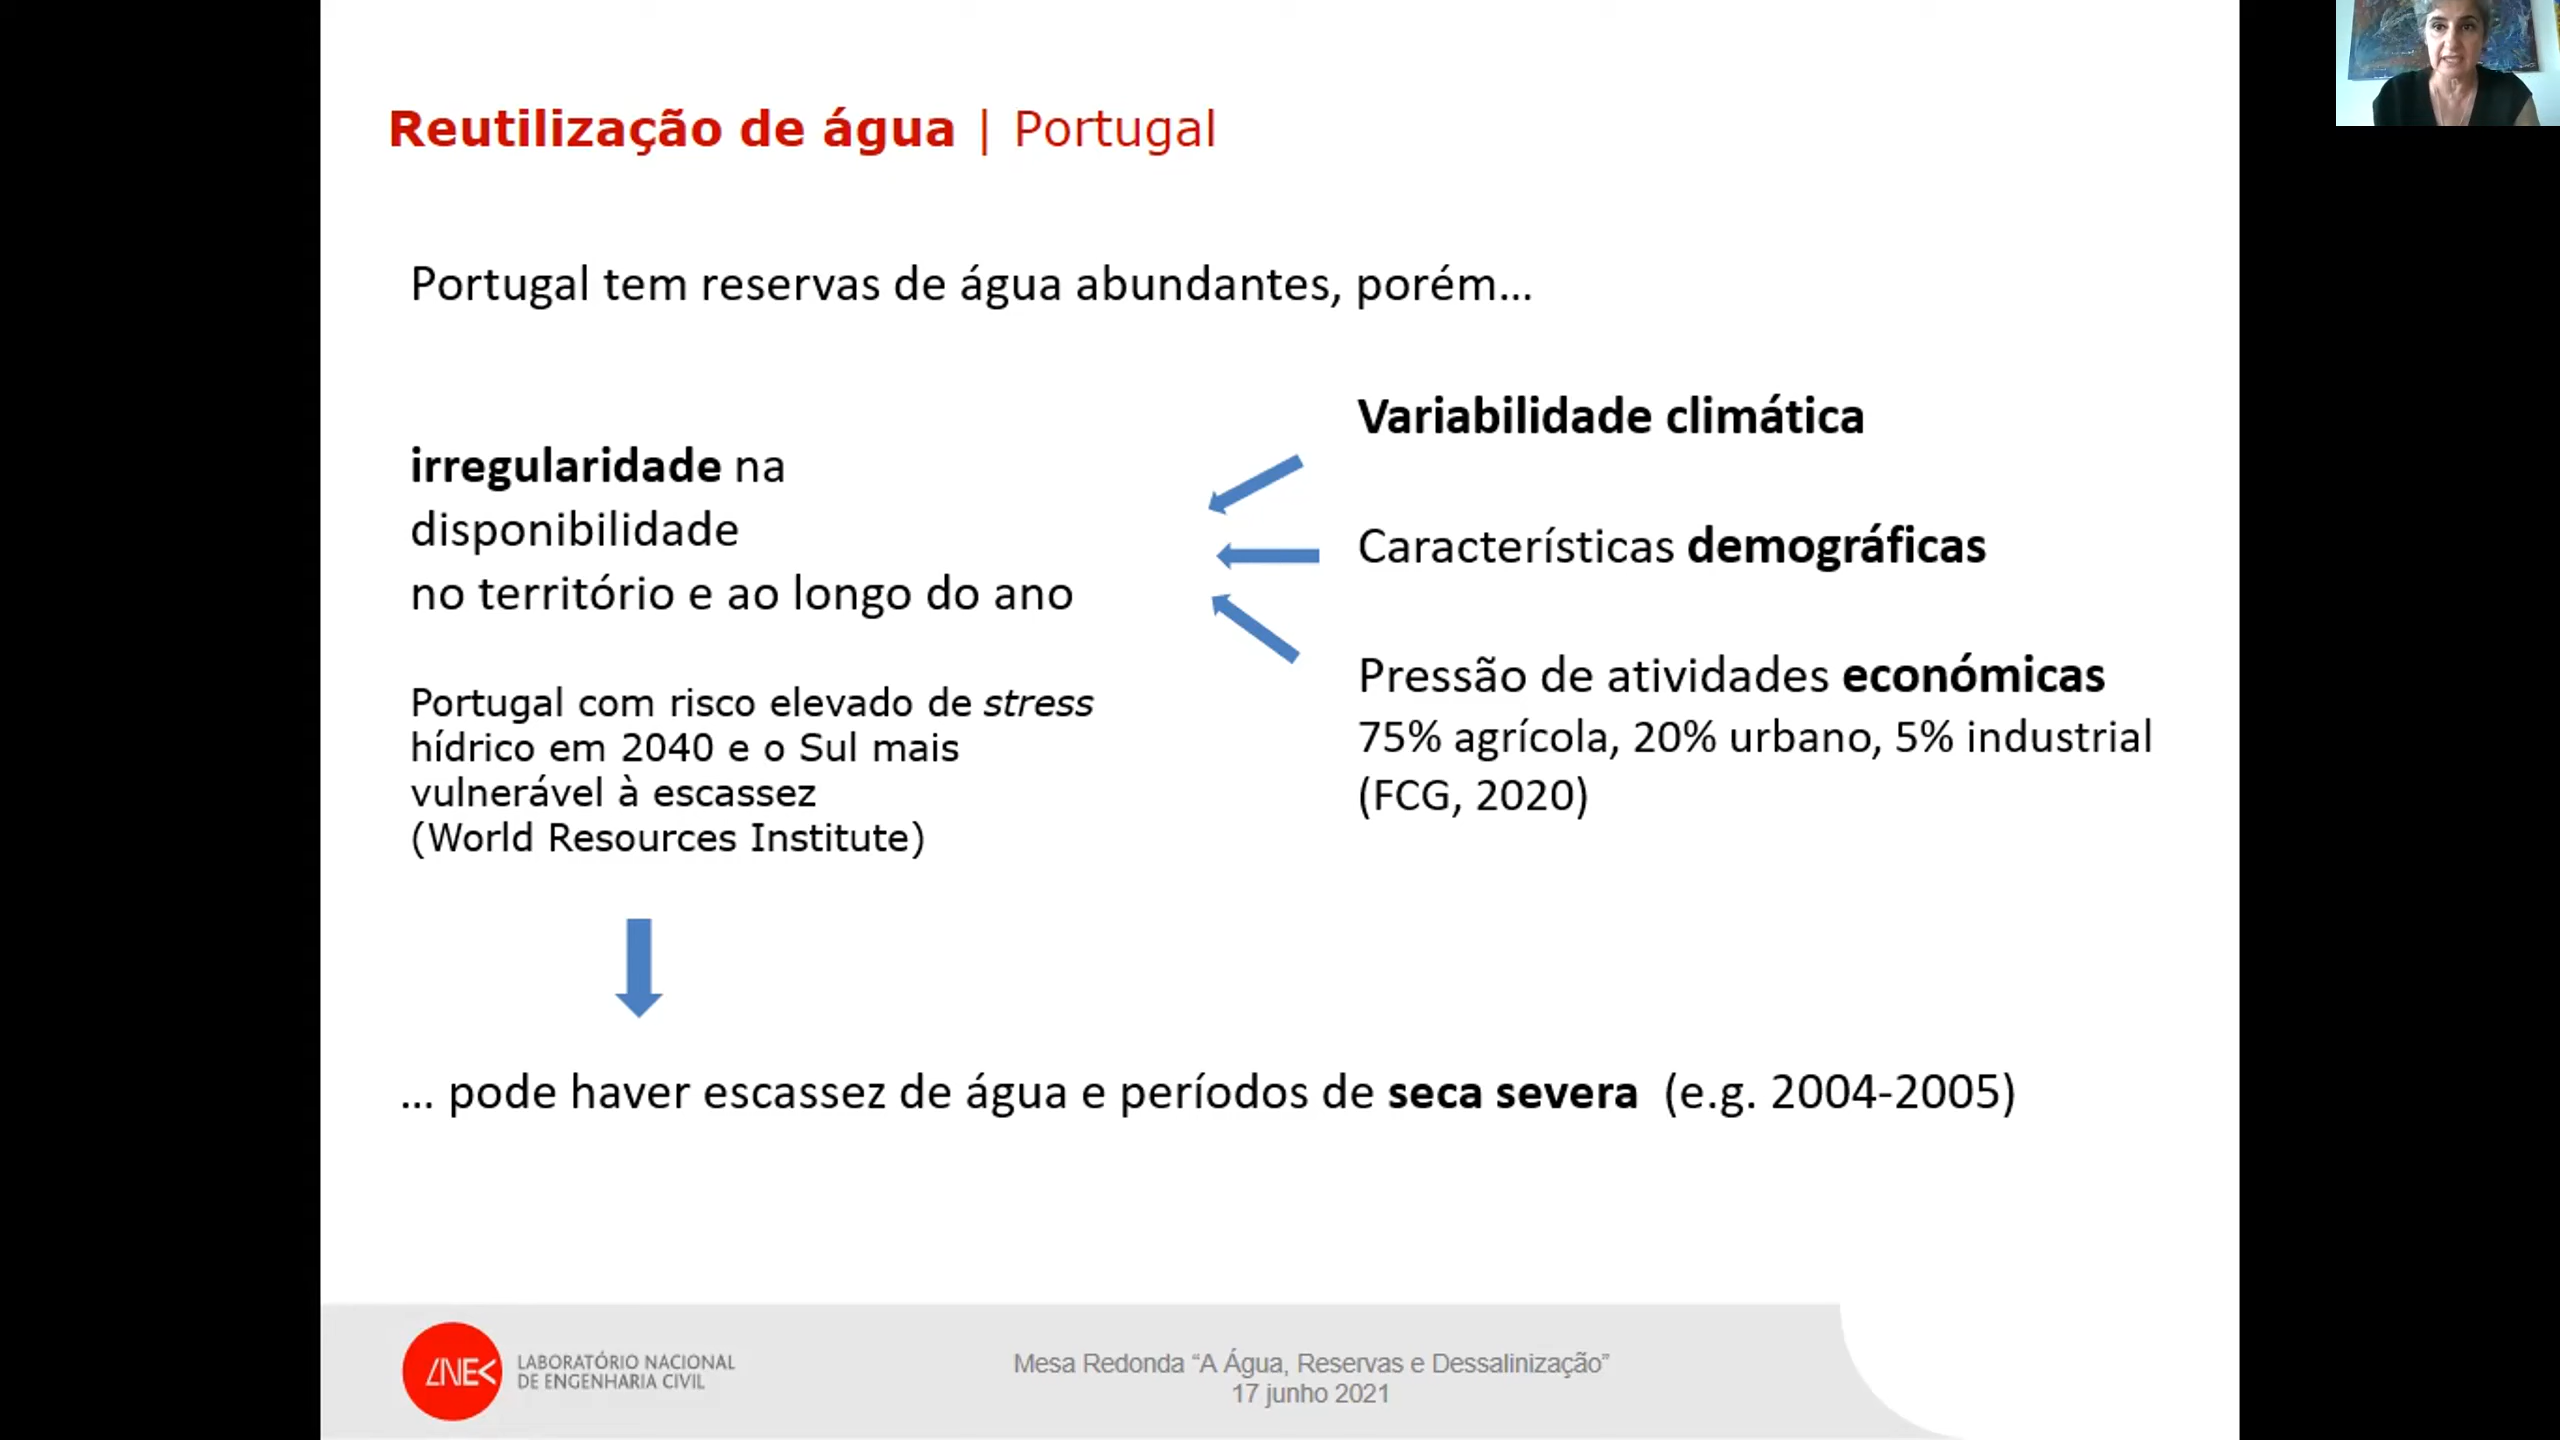 Reutilização de água | Portugal
Portugal tem reservas de água abundantes, porém...
irregularidade na
disponibilidade
no território e ao longo do ano
Portugal com risco elevado de stress
hídrico em 2040 e o Sul mais
vulnerável à escassez
(World Resources Institute)
Variabilidade climática
Características demográficas
Pressão de atividades económicas
75% agrícola, 20% urbano, 5% industrial
(FCG, 2020)
... pode haver escassez de água e períodos de seca severa (e.g. 2004-2005)
LNEC
LABORATÓRIO NACIONAL
DE ENGENHARIA CIVIL
Mesa Redonda “A Água, Reservas e Dessalinização”
17 junho 2021